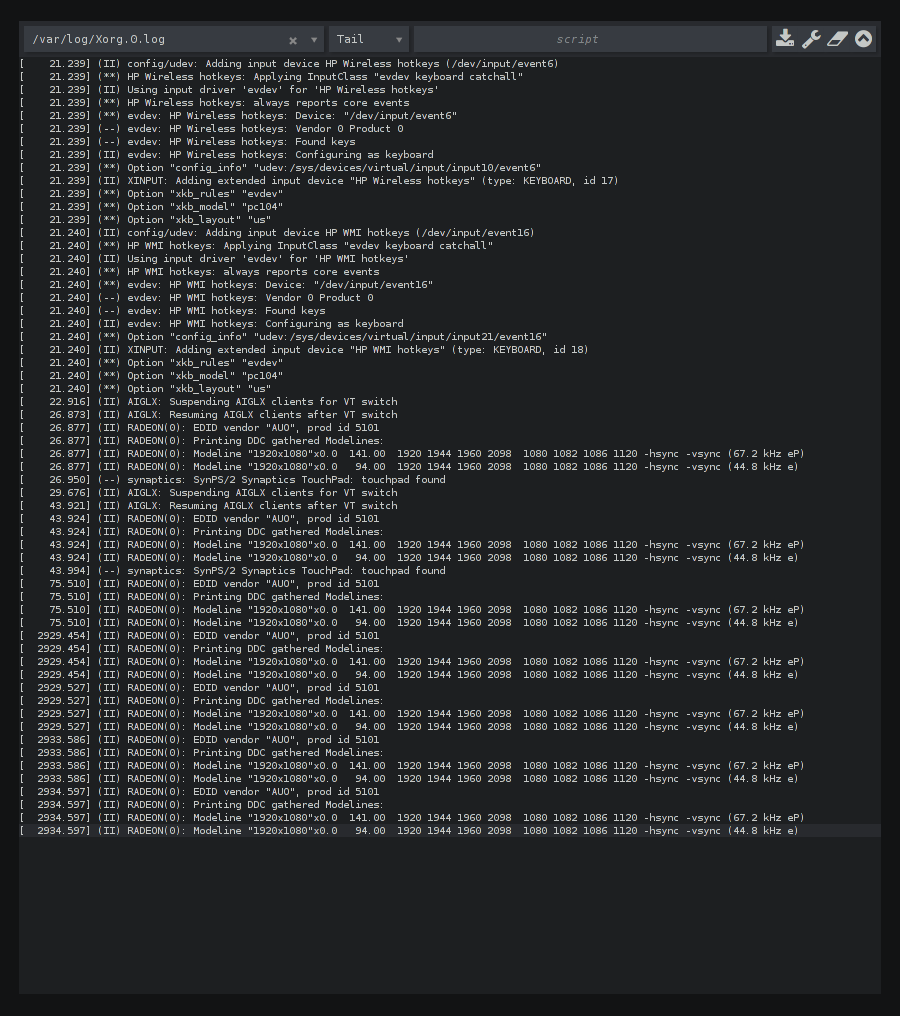 /var/log/Xorg.0.log Tail script
[    21.239] (II) config/udev: Adding input device HP Wireless hotkeys (/dev/input/event6)
[    21.239] (**) HP Wireless hotkeys: Applying InputClass "evdev keyboard catchall"
[    21.239] (II) Using input driver 'evdev' for 'HP Wireless hotkeys'
[    21.239] (**) HP Wireless hotkeys: always reports core events
[    21.239] (**) evdev: HP Wireless hotkeys: Device: "/dev/input/event6"
[    21.239] (--) evdev: HP Wireless hotkeys: Vendor 0 Product 0
[    21.239] (--) evdev: HP Wireless hotkeys: Found keys
[    21.239] (II) evdev: HP Wireless hotkeys: Configuring as keyboard
[    21.239] (**) Option "config_info" "udev:/sys/devices/virtual/input/input10/event6"
[    21.239] (II) XINPUT: Adding extended input device "HP Wireless hotkeys" (type: KEYBOARD, id 17)
[    21.239] (**) Option "xkb_rules" "evdev"
[    21.239] (**) Option "xkb_model" "pc104"
[    21.239] (**) Option "xkb_layout" "us"
[    21.240] (II) config/udev: Adding input device HP WMI hotkeys (/dev/input/event16)
[    21.240] (**) HP WMI hotkeys: Applying InputClass "evdev keyboard catchall"
[    21.240] (II) Using input driver 'evdev' for 'HP WMI hotkeys'
[    21.240] (**) HP WMI hotkeys: always reports core events
[    21.240] (**) evdev: HP WMI hotkeys: Device: "/dev/input/event16"
[    21.240] (--) evdev: HP WMI hotkeys: Vendor 0 Product 0
[    21.240] (--) evdev: HP WMI hotkeys: Found keys
[    21.240] (II) evdev: HP WMI hotkeys: Configuring as keyboard
[    21.240] (**) Option "config_info" "udev:/sys/devices/virtual/input/input21/event16"
[    21.240] (II) XINPUT: Adding extended input device "HP WMI hotkeys" (type: KEYBOARD, id 18)
[    21.240] (**) Option "xkb_rules" "evdev"
[    21.240] (**) Option "xkb_model" "pc104"
[    21.240] (**) Option "xkb_layout" "us"
[    22.916] (II) AIGLX: Suspending AIGLX clients for VT switch
[    26.873] (II) AIGLX: Resuming AIGLX clients after VT switch
[    26.877] (II) RADEON(0): EDID vendor "AUO", prod id 5101
[    26.877] (II) RADEON(0): Printing DDC gathered Modelines:
[    26.877] (II) RADEON(0): Modeline "1920x1080"x0.0  141.00  1920 1944 1960 2098  1080 1082 1086 1120 -hsync -vsync (67.2 kHz eP)
[    26.877] (II) RADEON(0): Modeline "1920x1080"x0.0   94.00  1920 1944 1960 2098  1080 1082 1086 1120 -hsync -vsync (44.8 kHz e)
[    26.950] (--) synaptics: SynPS/2 Synaptics TouchPad: touchpad found
[    29.676] (II) AIGLX: Suspending AIGLX clients for VT switch
[    43.921] (II) AIGLX: Resuming AIGLX clients after VT switch
[    43.924] (II) RADEON(0): EDID vendor "AUO", prod id 5101
[    43.924] (II) RADEON(0): Printing DDC gathered Modelines:
[    43.924] (II) RADEON(0): Modeline "1920x1080"x0.0  141.00  1920 1944 1960 2098  1080 1082 1086 1120 -hsync -vsync (67.2 kHz eP)
[    43.924] (II) RADEON(0): Modeline "1920x1080"x0.0   94.00  1920 1944 1960 2098  1080 1082 1086 1120 -hsync -vsync (44.8 kHz e)
[    43.994] (--) synaptics: SynPS/2 Synaptics TouchPad: touchpad found
[    75.510] (II) RADEON(0): EDID vendor "AUO", prod id 5101
[    75.510] (II) RADEON(0): Printing DDC gathered Modelines:
[    75.510] (II) RADEON(0): Modeline "1920x1080"x0.0  141.00  1920 1944 1960 2098  1080 1082 1086 1120 -hsync -vsync (67.2 kHz eP)
[    75.510] (II) RADEON(0): Modeline "1920x1080"x0.0   94.00  1920 1944 1960 2098  1080 1082 1086 1120 -hsync -vsync (44.8 kHz e)
[  2929.454] (II) RADEON(0): EDID vendor "AUO", prod id 5101
[  2929.454] (II) RADEON(0): Printing DDC gathered Modelines:
[  2929.454] (II) RADEON(0): Modeline "1920x1080"x0.0  141.00  1920 1944 1960 2098  1080 1082 1086 1120 -hsync -vsync (67.2 kHz eP)
[  2929.454] (II) RADEON(0): Modeline "1920x1080"x0.0   94.00  1920 1944 1960 2098  1080 1082 1086 1120 -hsync -vsync (44.8 kHz e)
[  2929.527] (II) RADEON(0): EDID vendor "AUO", prod id 5101
[  2929.527] (II) RADEON(0): Printing DDC gathered Modelines:
[  2929.527] (II) RADEON(0): Modeline "1920x1080"x0.0  141.00  1920 1944 1960 2098  1080 1082 1086 1120 -hsync -vsync (67.2 kHz eP)
[  2929.527] (II) RADEON(0): Modeline "1920x1080"x0.0   94.00  1920 1944 1960 2098  1080 1082 1086 1120 -hsync -vsync (44.8 kHz e)
[  2933.586] (II) RADEON(0): EDID vendor "AUO", prod id 5101
[  2933.586] (II) RADEON(0): Printing DDC gathered Modelines:
[  2933.586] (II) RADEON(0): Modeline "1920x1080"x0.0  141.00  1920 1944 1960 2098  1080 1082 1086 1120 -hsync -vsync (67.2 kHz eP)
[  2933.586] (II) RADEON(0): Modeline "1920x1080"x0.0   94.00  1920 1944 1960 2098  1080 1082 1086 1120 -hsync -vsync (44.8 kHz e)
[  2934.597] (II) RADEON(0): EDID vendor "AUO", prod id 5101
[  2934.597] (II) RADEON(0): Printing DDC gathered Modelines:
[  2934.597] (II) RADEON(0): Modeline "1920x1080"x0.0  141.00  1920 1944 1960 2098  1080 1082 1086 1120 -hsync -vsync (67.2 kHz eP)
[  2934.597] (II) RADEON(0): Modeline "1920x1080"x0.0   94.00  1920 1944 1960 2098  1080 1082 1086 1120 -hsync -vsync (44.8 kHz e)